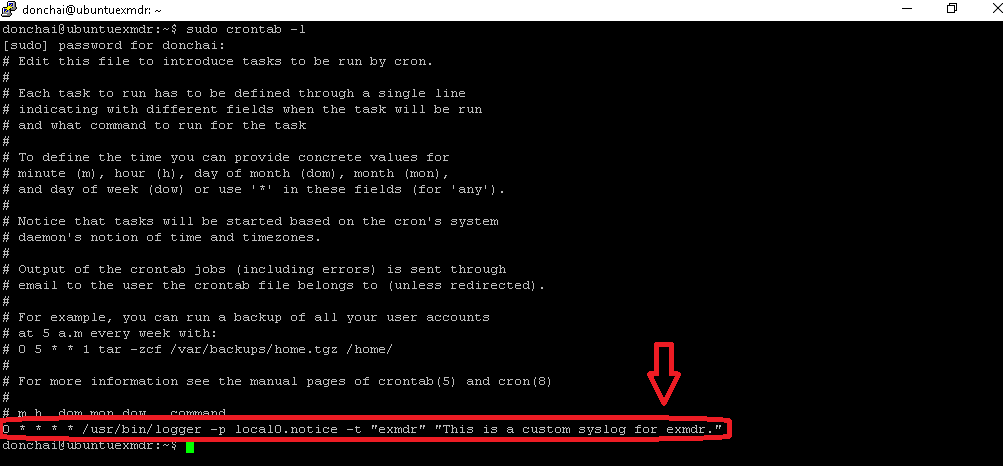 donchai@ubuntuexmdr: ~
donchai@ubuntuexmdr:~$ sudo crontab -l
[sudo] password for donchai:
# Edit this file to introduce tasks to be run by cron.
#
# Each task to run has to be defined through a single line
# indicating with different fields when the task will be run
# and what command to run for the task
#
# To define the time you can provide concrete values for
# minute (m), hour (h), day of month (dom), month (mon),
# and day of week (dow) or use '*' in these fields (for 'any').
#
# Notice that tasks will be started based on the cron's system
# daemon's notion of time and timezones.
#
# Output of the crontab jobs (including errors) is sent through
# email to the user the crontab file belongs to (unless redirected).
#
# For example, you can run a backup of all your user accounts
# at 5 a.m every week with:
# 0 5 * * 1 tar -zcf /var/backups/home.tgz /home/
#
# For more information see the manual pages of crontab(5) and cron(8)
#
# m h  dom mon dow   command
0 * * * * /usr/bin/logger -p local0.notice -t "exmdr" "This is a custom syslog for exmdr."
donchai@ubuntuexmdr:~$